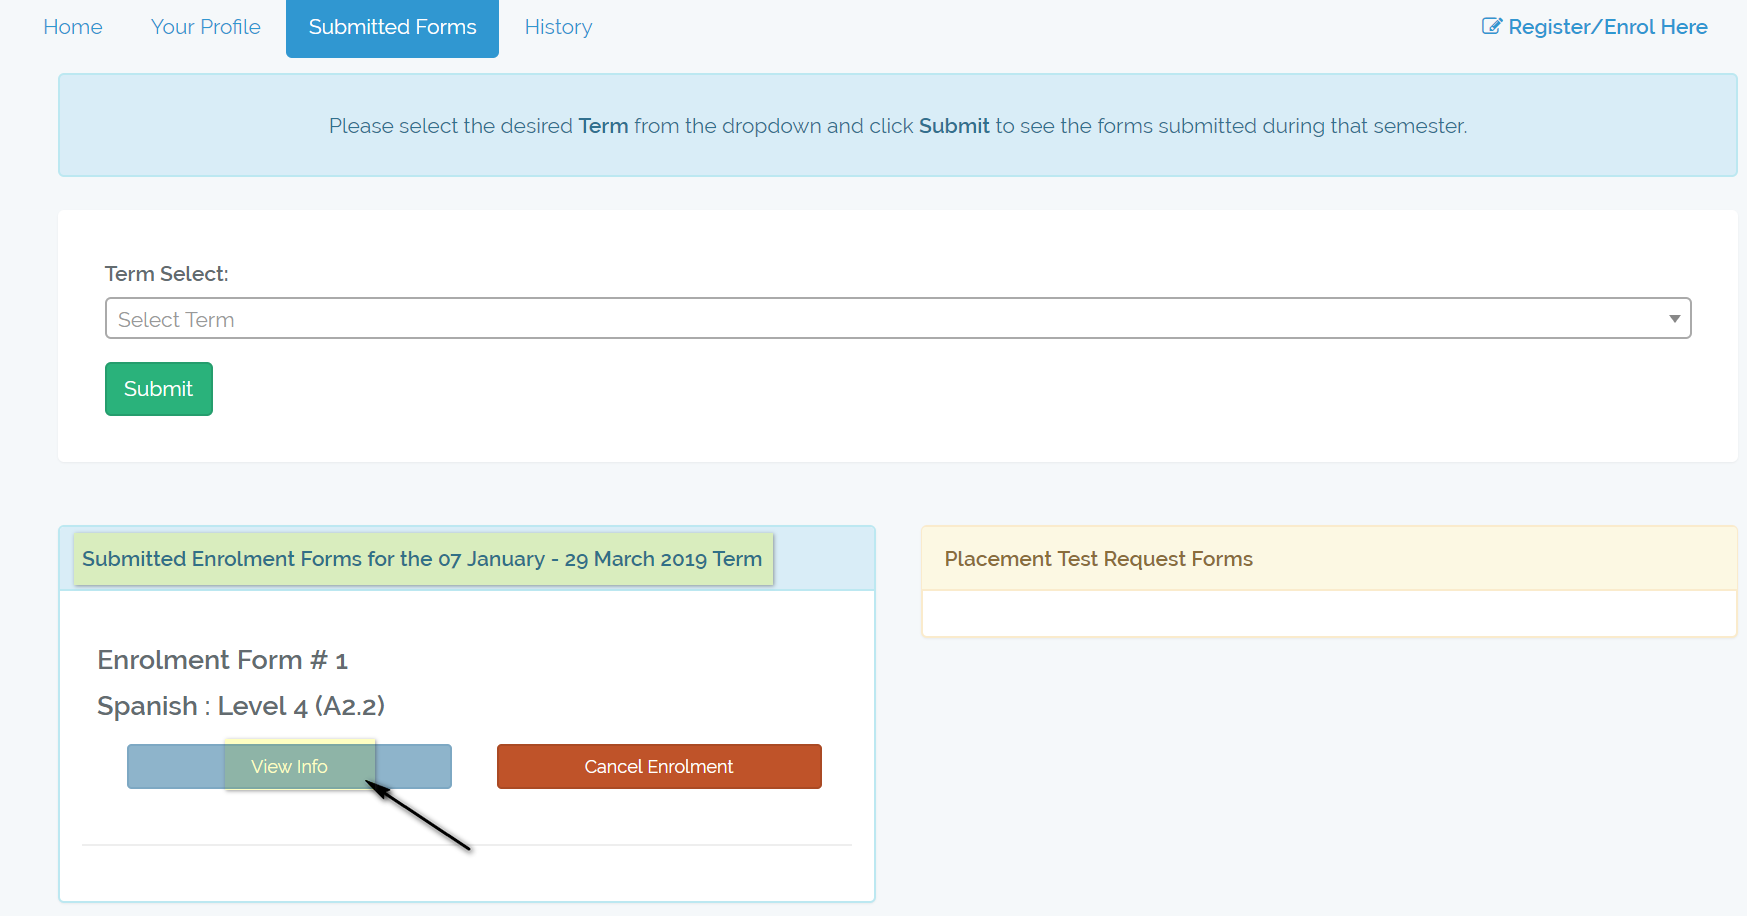 Home Your Profile Submitted Forms History Register/Enrol Here
Please select the desired Term from the dropdown and click Submit to see the forms submitted during that semester.
Term Select:
Select Term
Submit
Submitted Enrolment Forms for the 07 January - 29 March 2019 Term
Placement Test Request Forms
Enrolment Form # 1
Spanish : Level 4 (A2.2)
View Info Cancel Enrolment